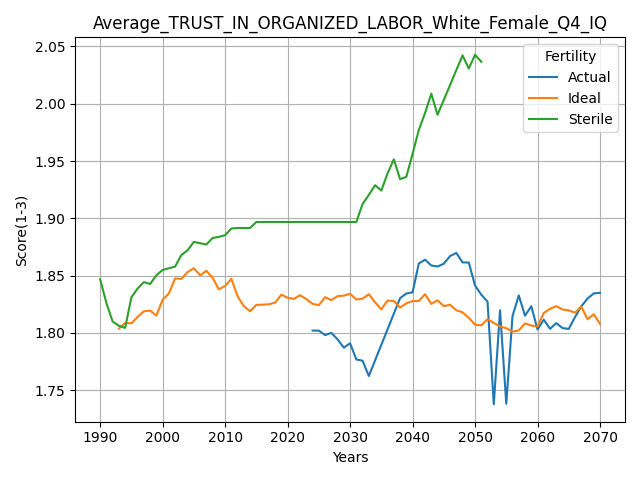 Average_TRUST_IN_ORGANIZED_LABOR_White_Female_Q4_IQ
Fertility
Actual
Ideal
Sterile
Score(1-3)
2.05
2.00
1.95
1.90
1.85
1.80
1.75
1990 2000 2010 2020 2030 2040 2050 2060 2070
Years